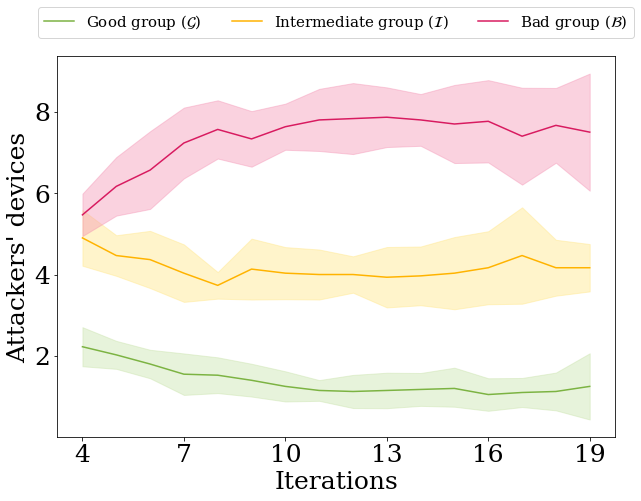 Good group (𝒢) Intermediate group (ℐ) Bad group (ℬ)
Attackers' devices
8
6
4
2
4 7 10 13 16 19
Iterations